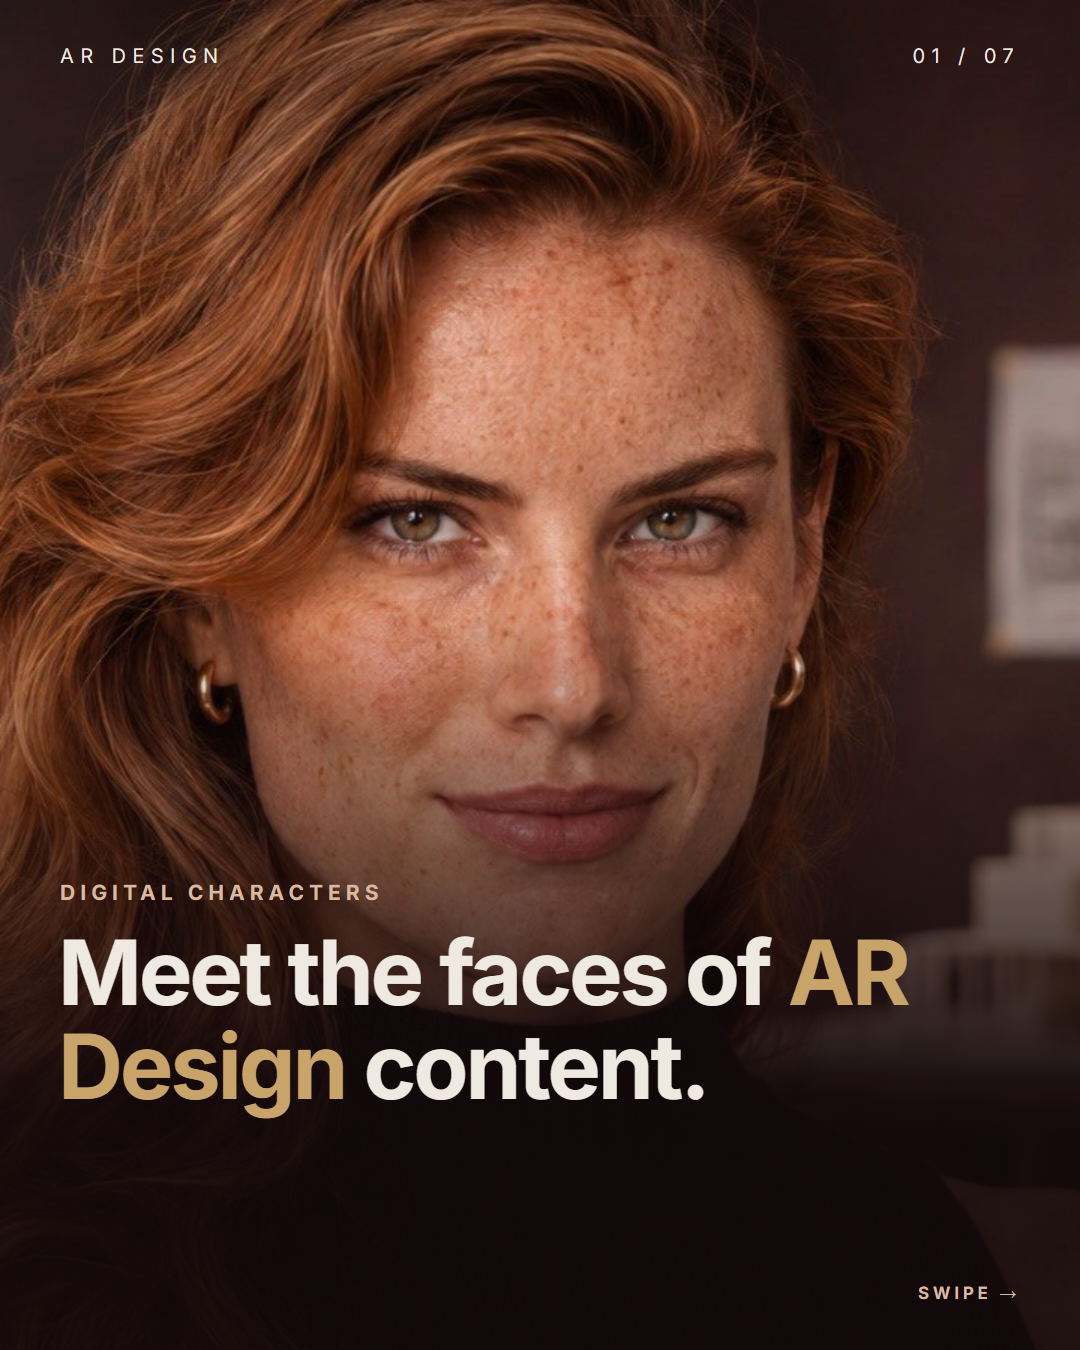 AR DESIGN
01 / 07
DIGITAL CHARACTERS
Meet the faces of AR
Design content.
SWIPE →